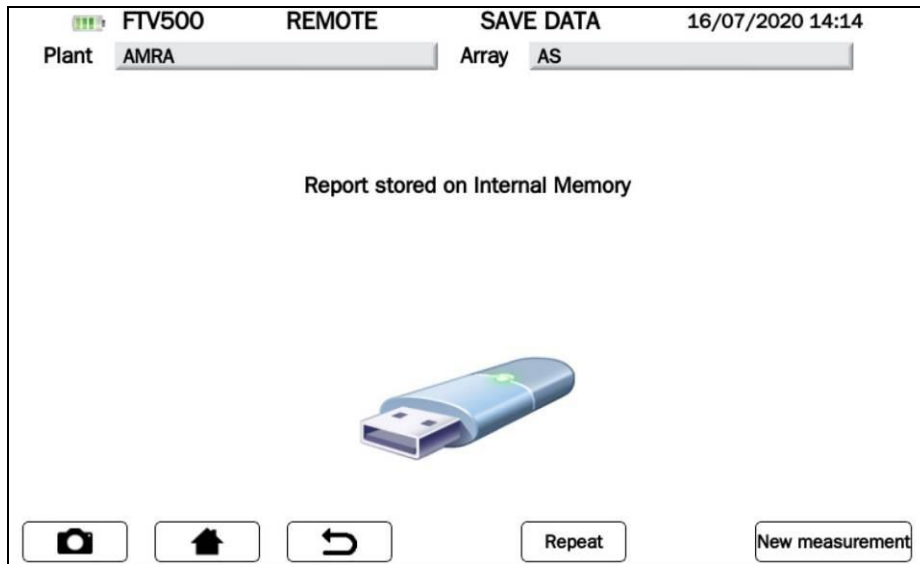 FTV500 REMOTE SAVE DATA 16/07/2020 14:14
Plant AMRA Array AS
Report stored on Internal Memory
Repeat New measurement